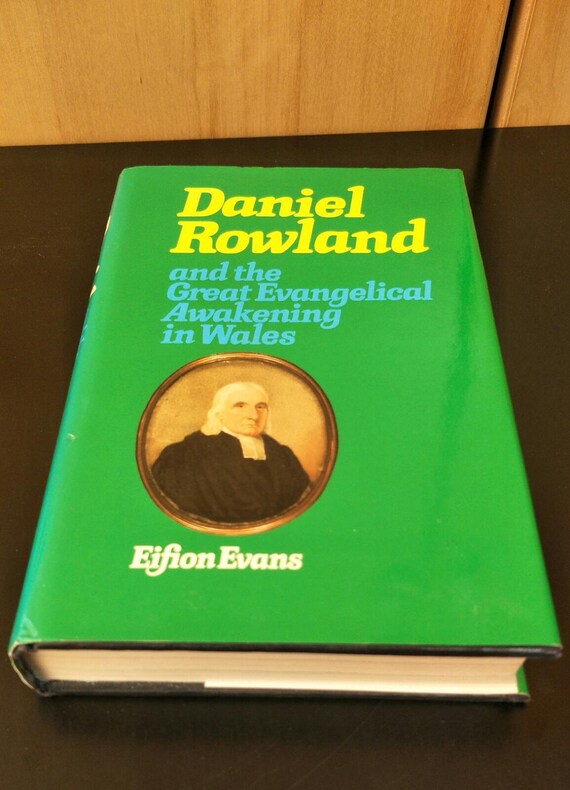 Daniel
Rowland
and the
Great Evangelical
Awakening
in Wales
Eifion Evans